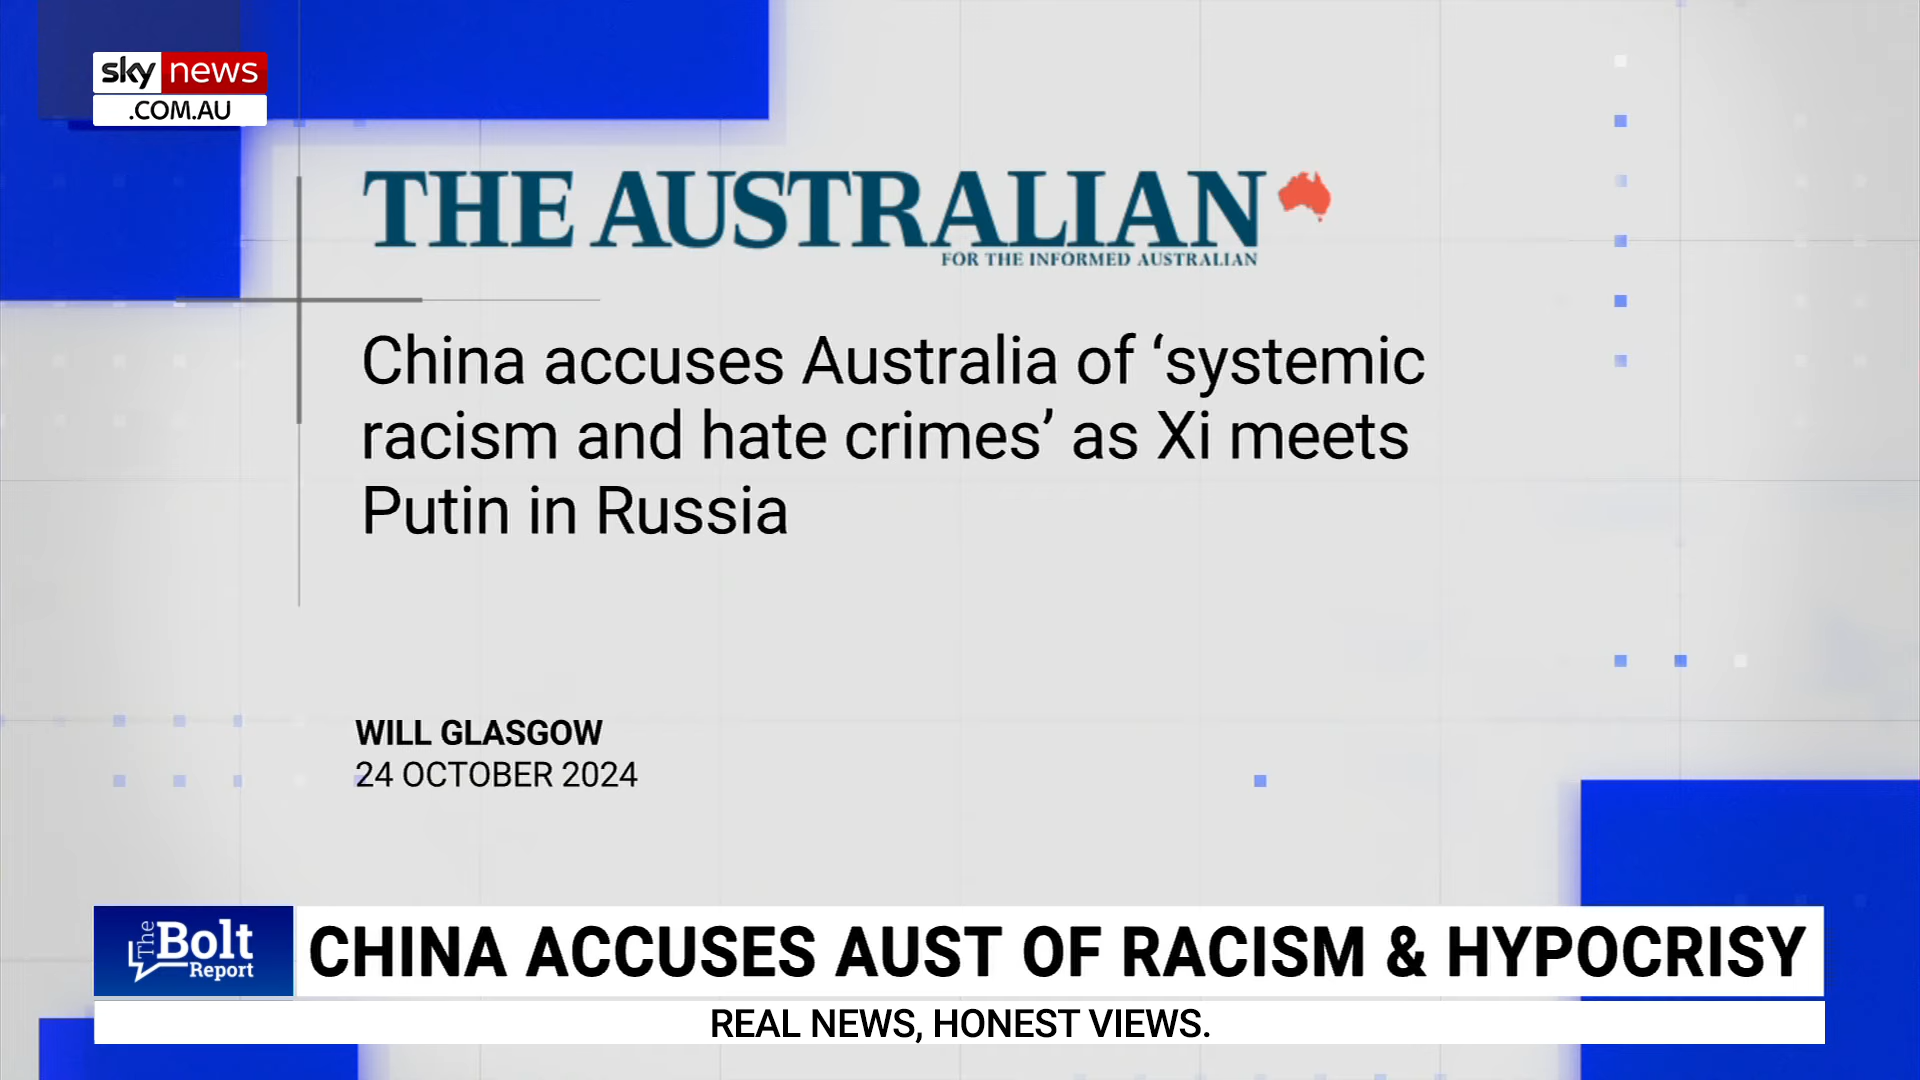 sky news
.COM.AU
THE AUSTRALIAN
FOR THE INFORMED AUSTRALIAN
China accuses Australia of ‘systemic
racism and hate crimes’ as Xi meets
Putin in Russia
WILL GLASGOW
24 OCTOBER 2024
The Bolt Report
CHINA ACCUSES AUST OF RACISM & HYPOCRISY
REAL NEWS, HONEST VIEWS.